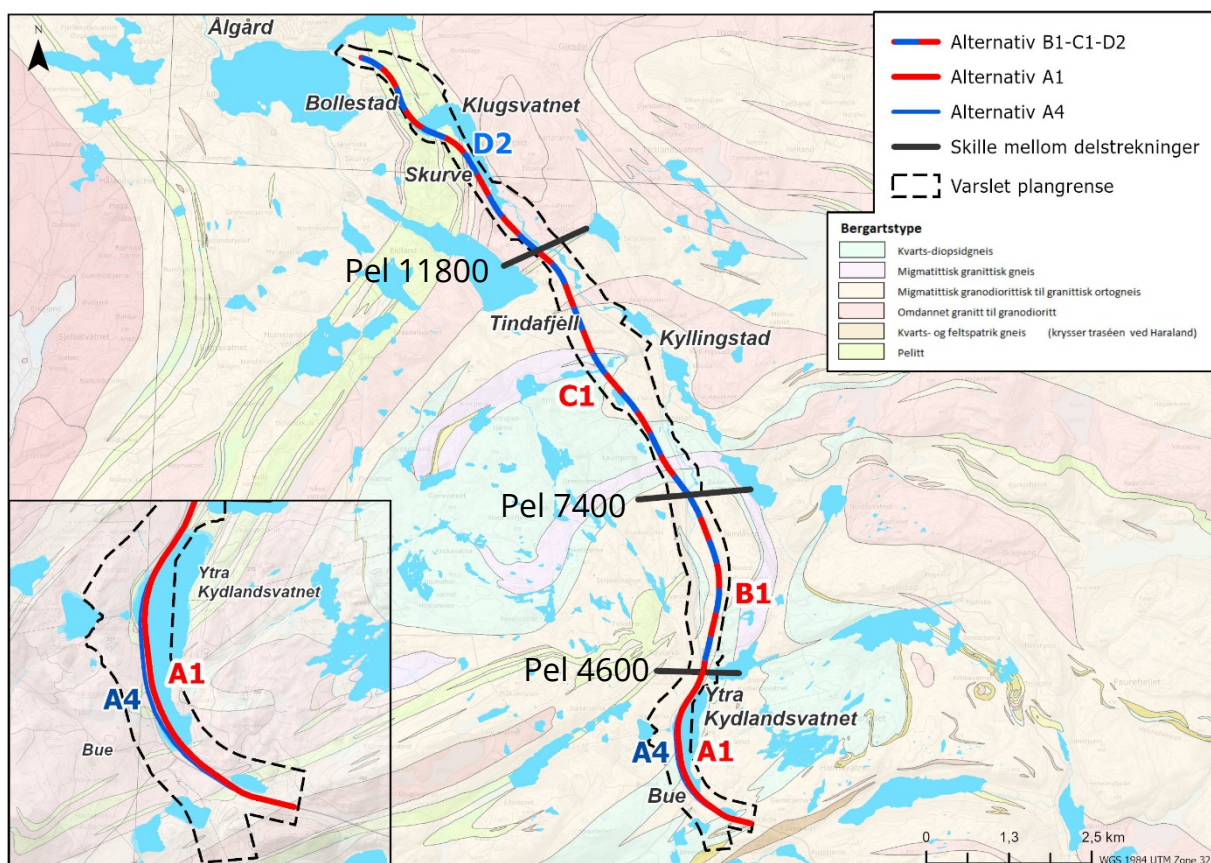 N
Ålgård
Bollestad
Klugsvatnet
D2
Skurve
Pel 11800
Tindafjell
Kyllingstad
C1
Pel 7400
B1
Pel 4600
Ytra
Kydlandsvatnet
A4
A1
Bue
Alternativ B1-C1-D2
Alternativ A1
Alternativ A4
Skille mellom delstrekninger
Varslet plangrense
Bergartstype
Kvarts-diopsidgneis
Migmatittisk granittisk gneis
Migmatittisk granodiorittisk til granittisk ortogneis
Omdannet granitt til granodioritt
Kvarts- og feltspatrik gneis (krysser traséen ved Haraland)
Pelitt
Ytra
Kydlandsvatnet
A1
A4
Bue
0 1,3 2,5 km
WGS 1984 UTM Zone 32